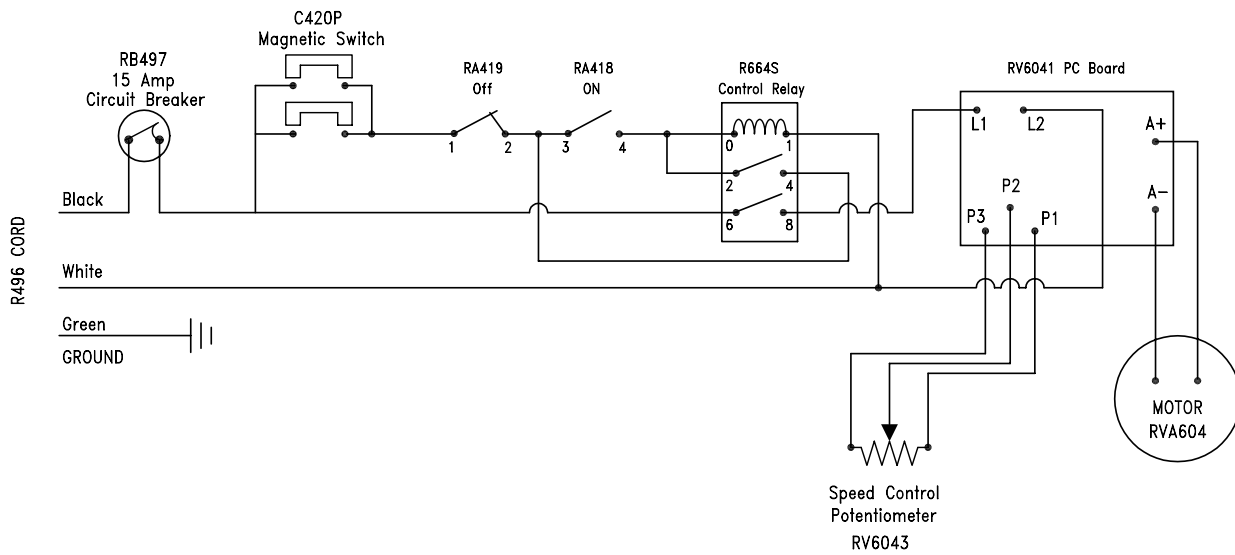 C420P
Magnetic Switch
RB497
15 Amp
Circuit Breaker
RA419
Off
RA418
ON
R664S
Control Relay
RV6041 PC Board
L1
L2
A+
A-
P3
P2
P1
1
2
3
4
0
1
2
4
6
8
R496 CORD
Black
White
Green
GROUND
MOTOR
RVA604
Speed Control
Potentiometer
RV6043